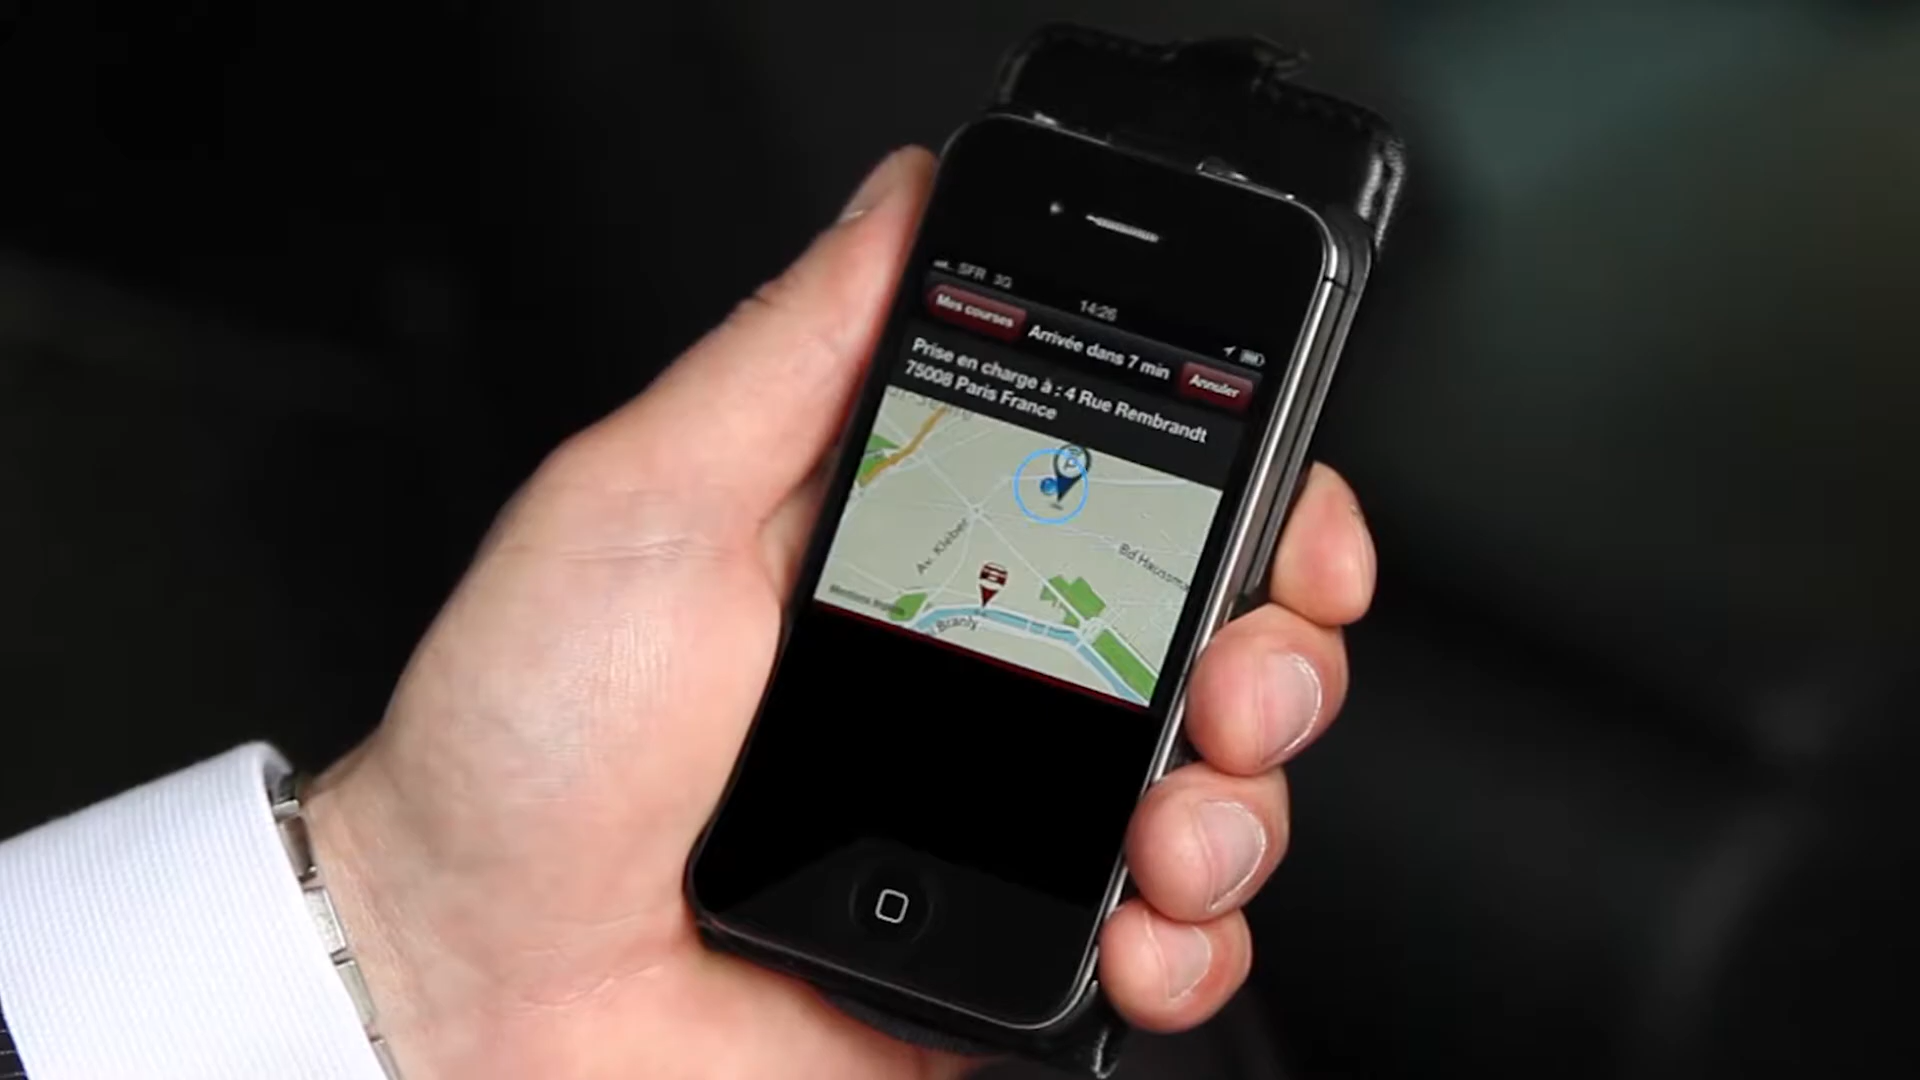 SFR 3G
14:26
Mes courses
Arrivée dans 7 min
Annuler
Prise en charge à : 4 Rue Rembrandt
75008 Paris France
P
Av. Kléber
Bd Haussma
Branly